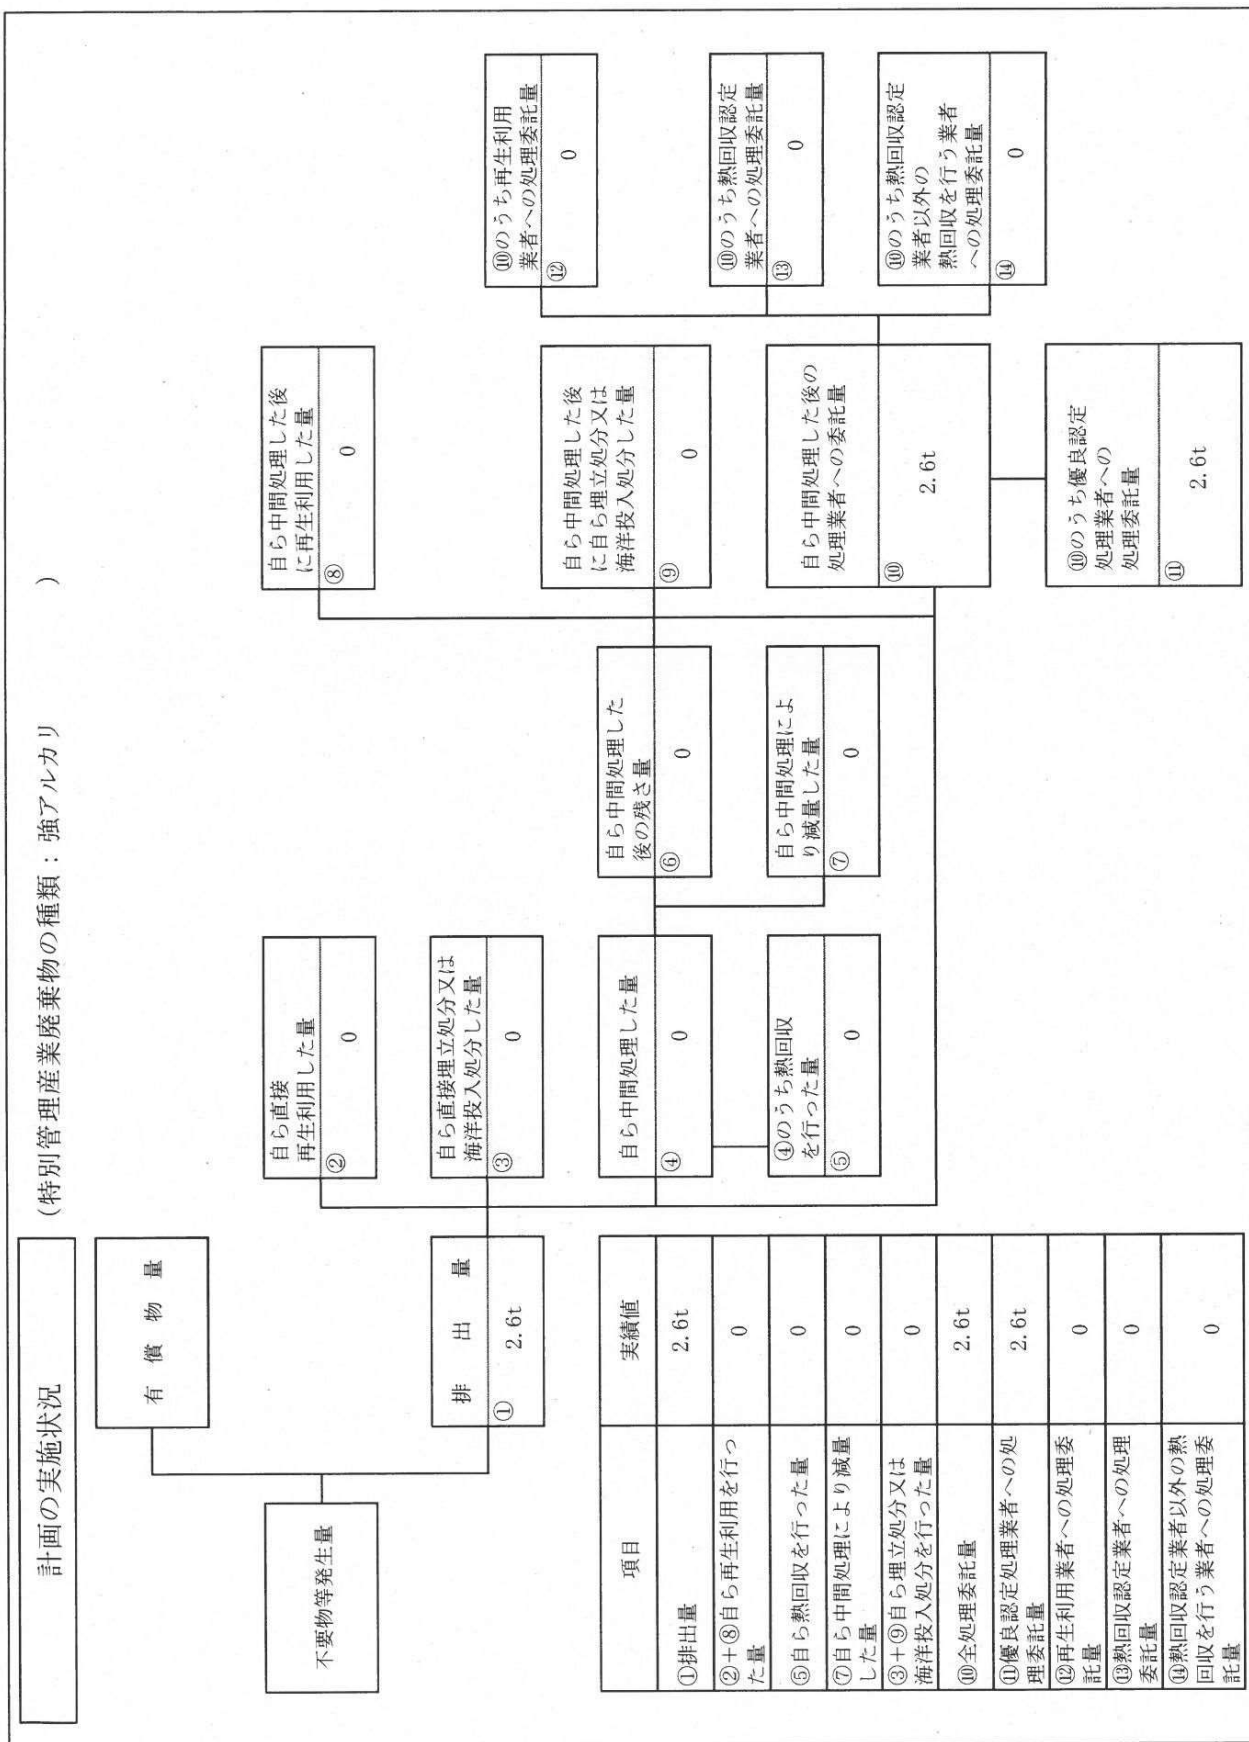 計画の実施状況
(特別管理産業廃棄物の種類:強アルカリ )
不要物等発生量
有償物量
排出量
①
2.6t
自ら直接
再生利用した量
②
0
自ら直接埋立処分又は
海洋投入処分した量
③
0
自ら中間処理した量
④
0
④のうち熱回収
を行った量
⑤
0
自ら中間処理した
後の残さ量
⑥
0
自ら中間処理によ
り減量した量
⑦
0
自ら中間処理した後
に再生利用した量
⑧
0
自ら中間処理した後
に自ら埋立処分又は
海洋投入処分した量
⑨
0
自ら中間処理した後の
処理業者への委託量
⑩
2.6t
⑩のうち優良認定
処理業者への
処理委託量
⑪
2.6t
⑩のうち再生利用
業者への処理委託量
⑫
0
⑩のうち熱回収認定
業者への処理委託量
⑬
0
⑩のうち熱回収認定
業者以外の
熱回収を行う業者
への処理委託量
⑭
0
項目
実績値
①排出量
2.6t
②+⑧自ら再生利用を行っ
た量
0
⑤自ら熱回収を行った量
0
⑦自ら中間処理により減量
した量
0
③+⑨自ら埋立処分又は
海洋投入処分を行った量
0
⑩全処理委託量
2.6t
⑪優良認定処理業者への処
理委託量
2.6t
⑫再生利用業者への処理委
託量
0
⑬熱回収認定業者への処理
委託量
0
⑭熱回収認定業者以外の熱
回収を行う業者への処理委
託量
0